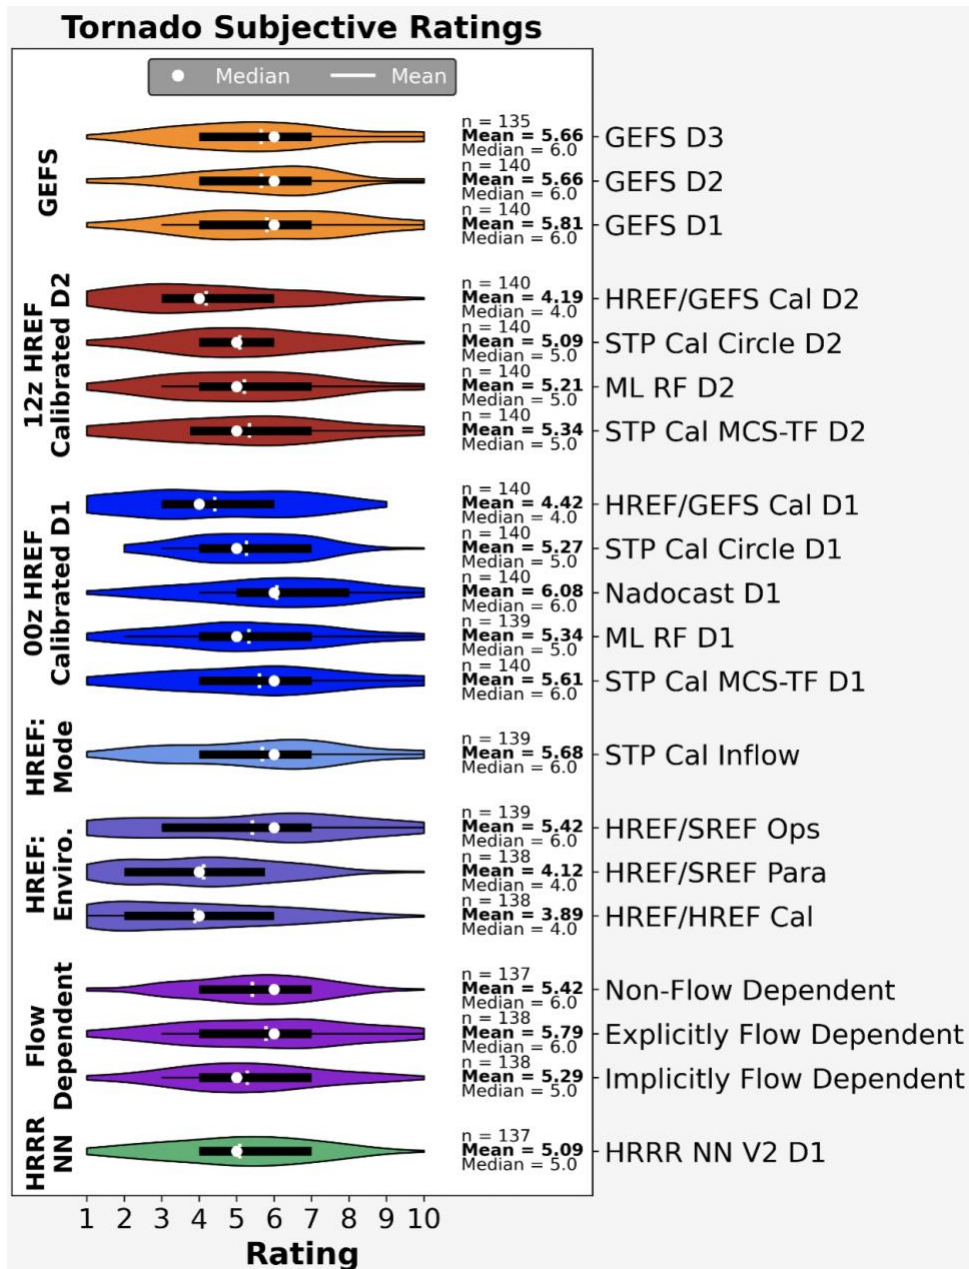 Tornado Subjective Ratings
Median Mean
GEFS
n = 135
Mean = 5.66
Median = 6.0
GEFS D3
n = 140
Mean = 5.66
Median = 6.0
GEFS D2
n = 140
Mean = 5.81
Median = 6.0
GEFS D1
12z HREF
Calibrated D2
n = 140
Mean = 4.19
Median = 4.0
HREF/GEFS Cal D2
n = 140
Mean = 5.09
Median = 5.0
STP Cal Circle D2
n = 140
Mean = 5.21
Median = 5.0
ML RF D2
n = 140
Mean = 5.34
Median = 5.0
STP Cal MCS-TF D2
00z HREF
Calibrated D1
n = 140
Mean = 4.42
Median = 4.0
HREF/GEFS Cal D1
n = 140
Mean = 5.27
Median = 5.0
STP Cal Circle D1
n = 140
Mean = 6.08
Median = 6.0
Nadocast D1
n = 139
Mean = 5.34
Median = 5.0
ML RF D1
n = 140
Mean = 5.61
Median = 6.0
STP Cal MCS-TF D1
HREF:
Mode
n = 139
Mean = 5.68
Median = 6.0
STP Cal Inflow
HREF:
Enviro.
n = 139
Mean = 5.42
Median = 6.0
HREF/SREF Ops
n = 138
Mean = 4.12
Median = 4.0
HREF/SREF Para
n = 138
Mean = 3.89
Median = 4.0
HREF/HREF Cal
Flow
Dependent
n = 137
Mean = 5.42
Median = 6.0
Non-Flow Dependent
n = 138
Mean = 5.79
Median = 6.0
Explicitly Flow Dependent
n = 138
Mean = 5.29
Median = 5.0
Implicitly Flow Dependent
HRRR
NN
n = 137
Mean = 5.09
Median = 5.0
HRRR NN V2 D1
1 2 3 4 5 6 7 8 9 10
Rating